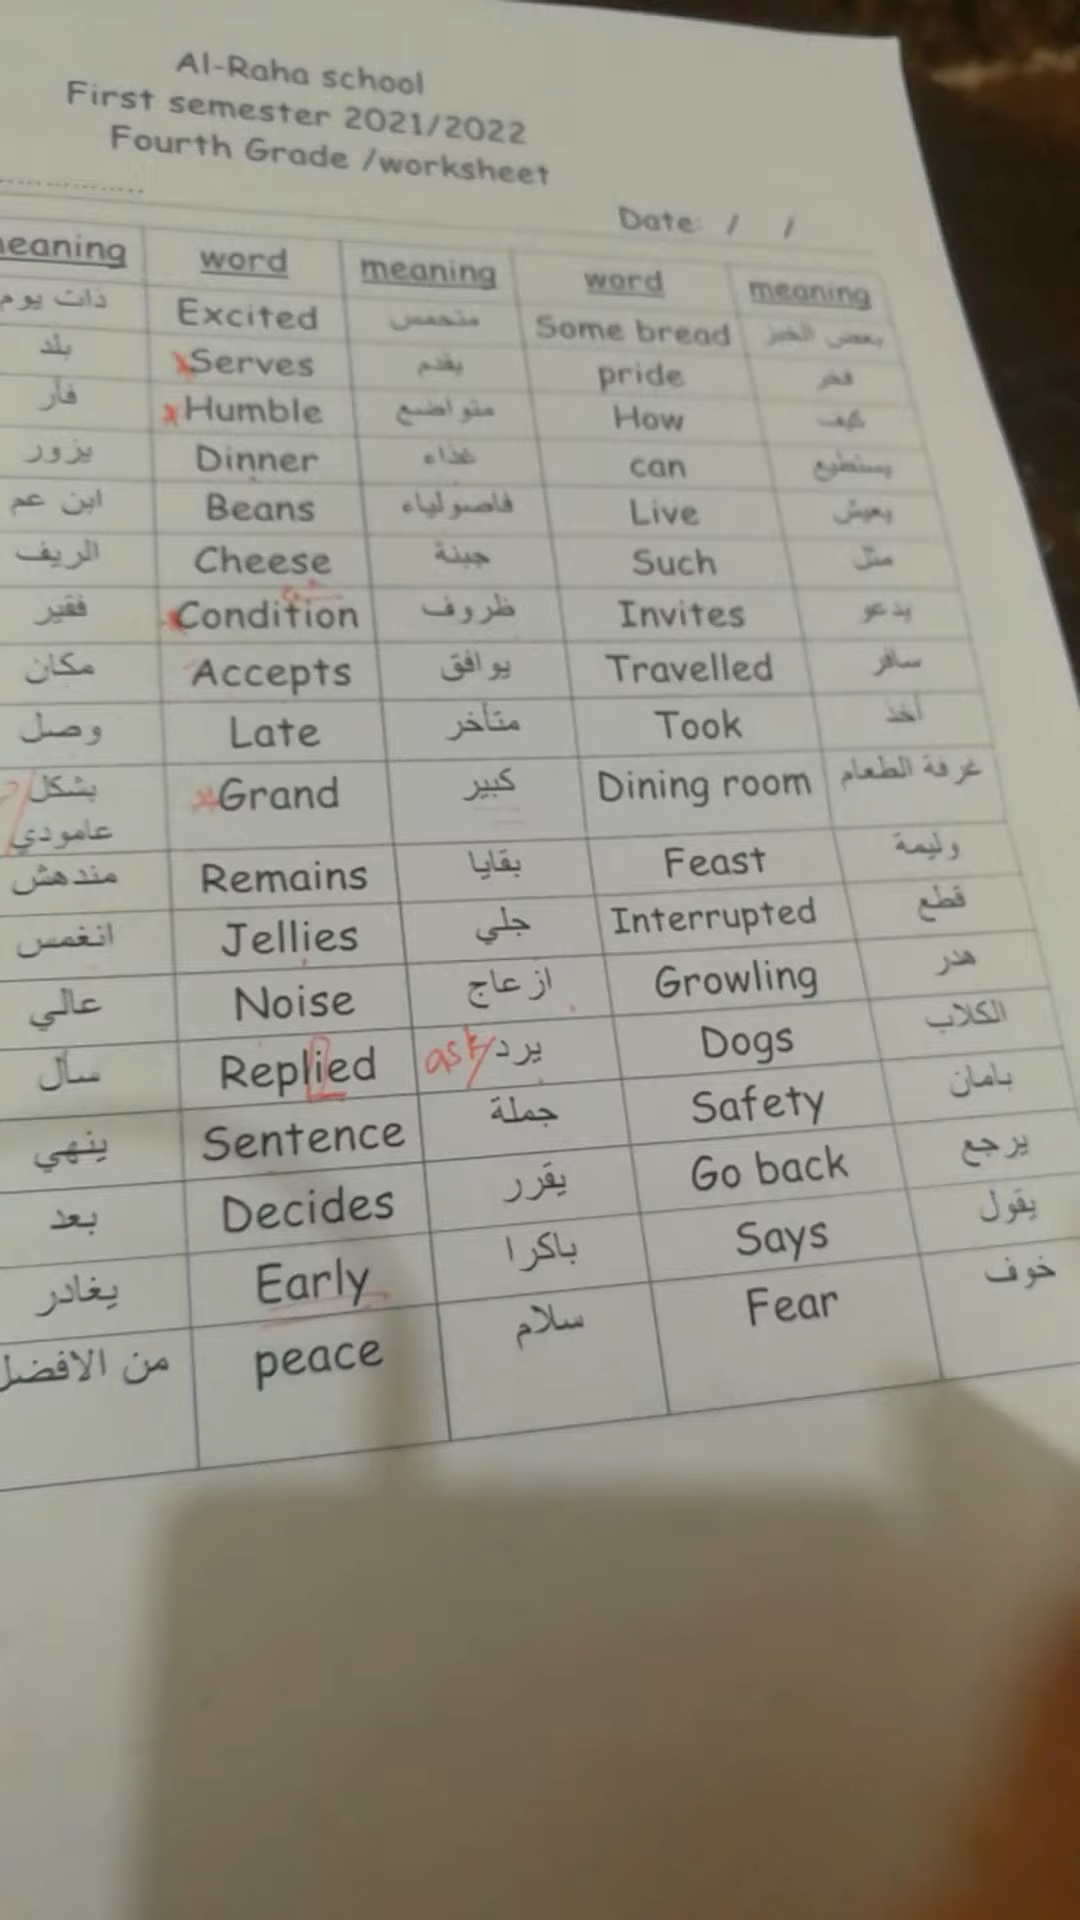 Al-Raha school
First semester 2021/2022
Fourth Grade /worksheet
Date: / /
meaning word meaning word meaning
ذات يوم Excited متحمس Some bread بعض الخبز
بلد Serves يقدم pride فخر
فأر Humble متواضع How كيف
يزور Dinner غذاء can يستطيع
ابن عم Beans فاصولياء Live يعيش
الريف Cheese جبنة Such مثل
فقير Condition ظروف Invites يدعو
مكان Accepts يوافق Travelled سافر
وصل Late متأخر Took أخذ
بشكل عامودي Grand كبير Dining room غرفة الطعام
مندهش Remains بقايا Feast وليمة
انغمس Jellies جلي Interrupted قطع
عالي Noise ازعاج Growling هدر
سأل Replied ask/ يرد Dogs الكلاب
ينهي Sentence جملة Safety بامان
بعد Decides يقرر Go back يرجع
يغادر Early باكرا Says يقول
من الافضل peace سلام Fear خوف